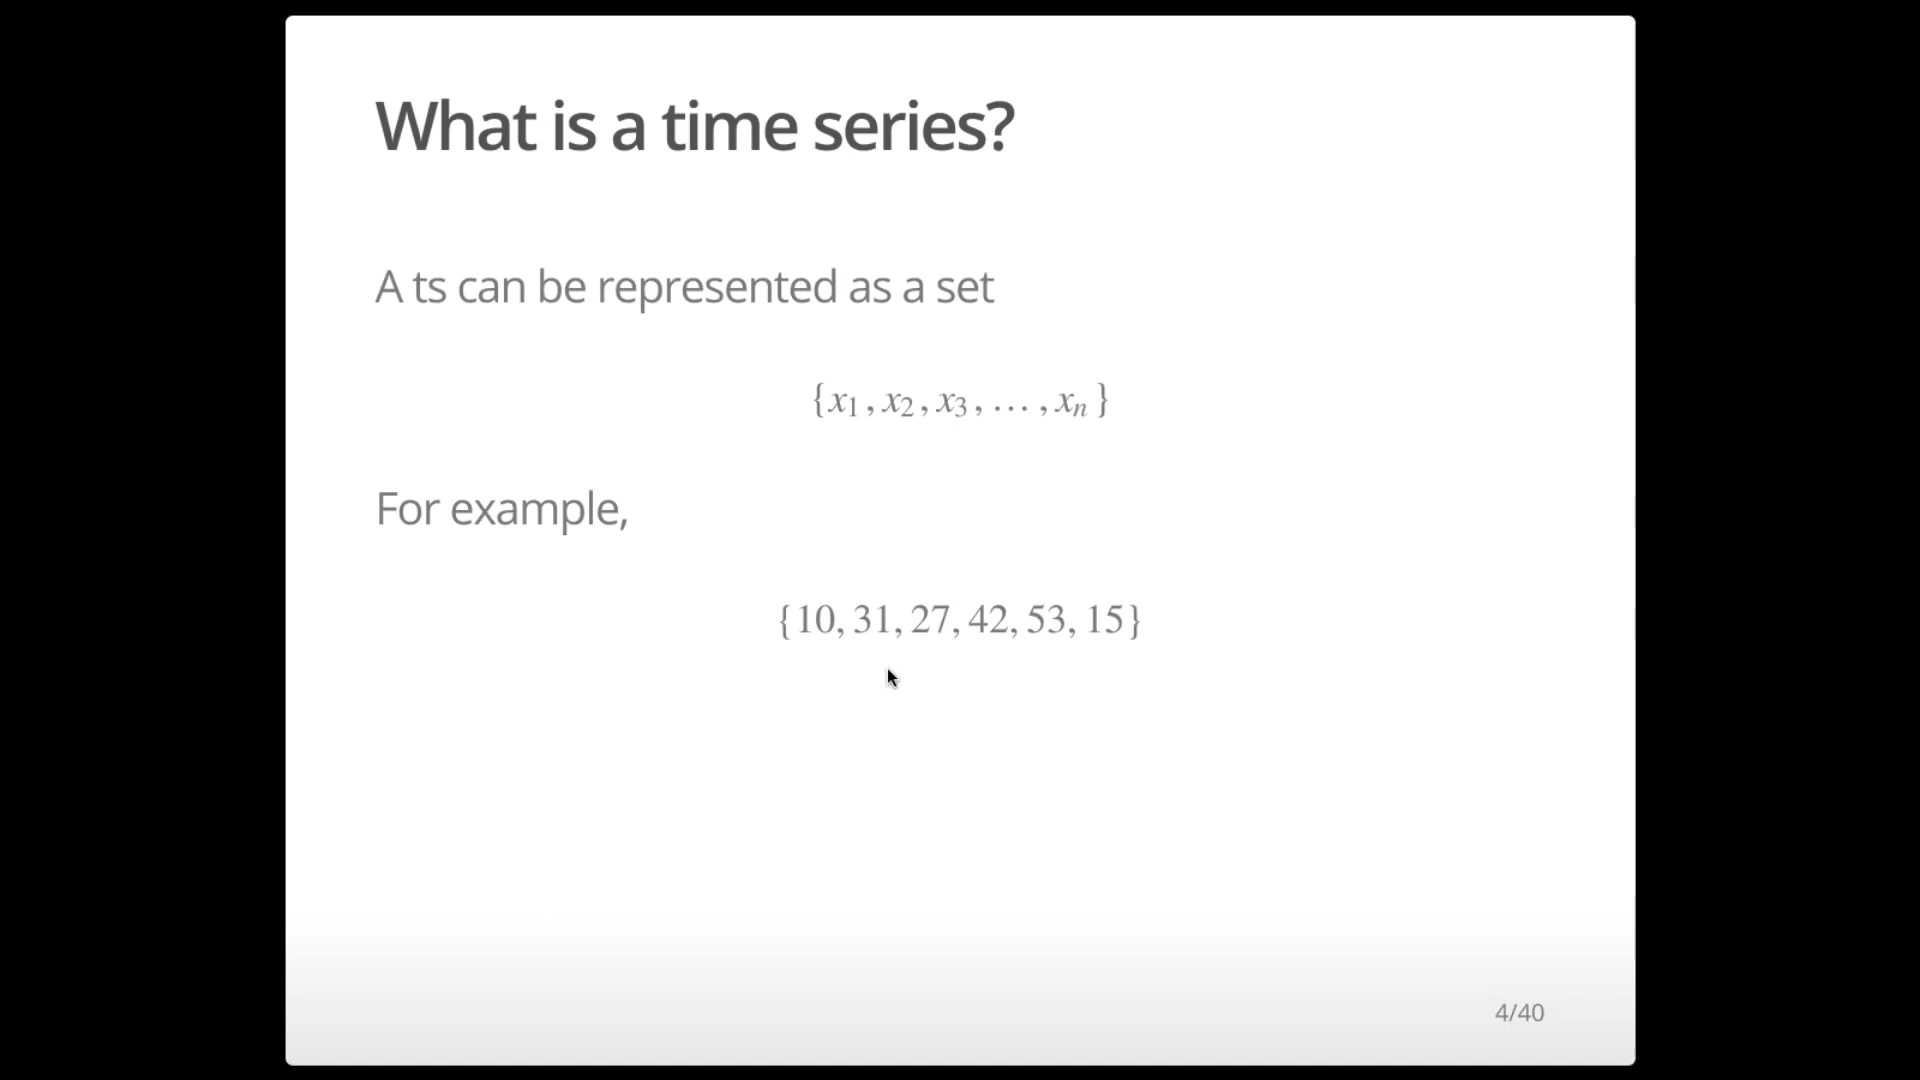 What is a time series?
A ts can be represented as a set
{x₁, x₂, x₃, …, xₙ}
For example,
{10, 31, 27, 42, 53, 15}
4/40